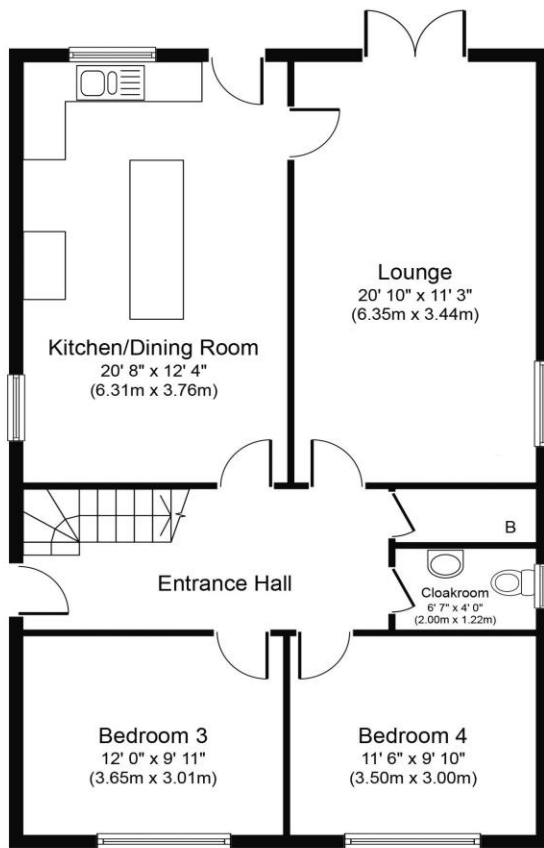 Lounge
20' 10" x 11' 3"
(6.35m x 3.44m)
Kitchen/Dining Room
20' 8" x 12' 4"
(6.31m x 3.76m)
B
Entrance Hall
Cloakroom
6' 7" x 4' 0"
(2.00m x 1.22m)
Bedroom 3
12' 0" x 9' 11"
(3.65m x 3.01m)
Bedroom 4
11' 6" x 9' 10"
(3.50m x 3.00m)